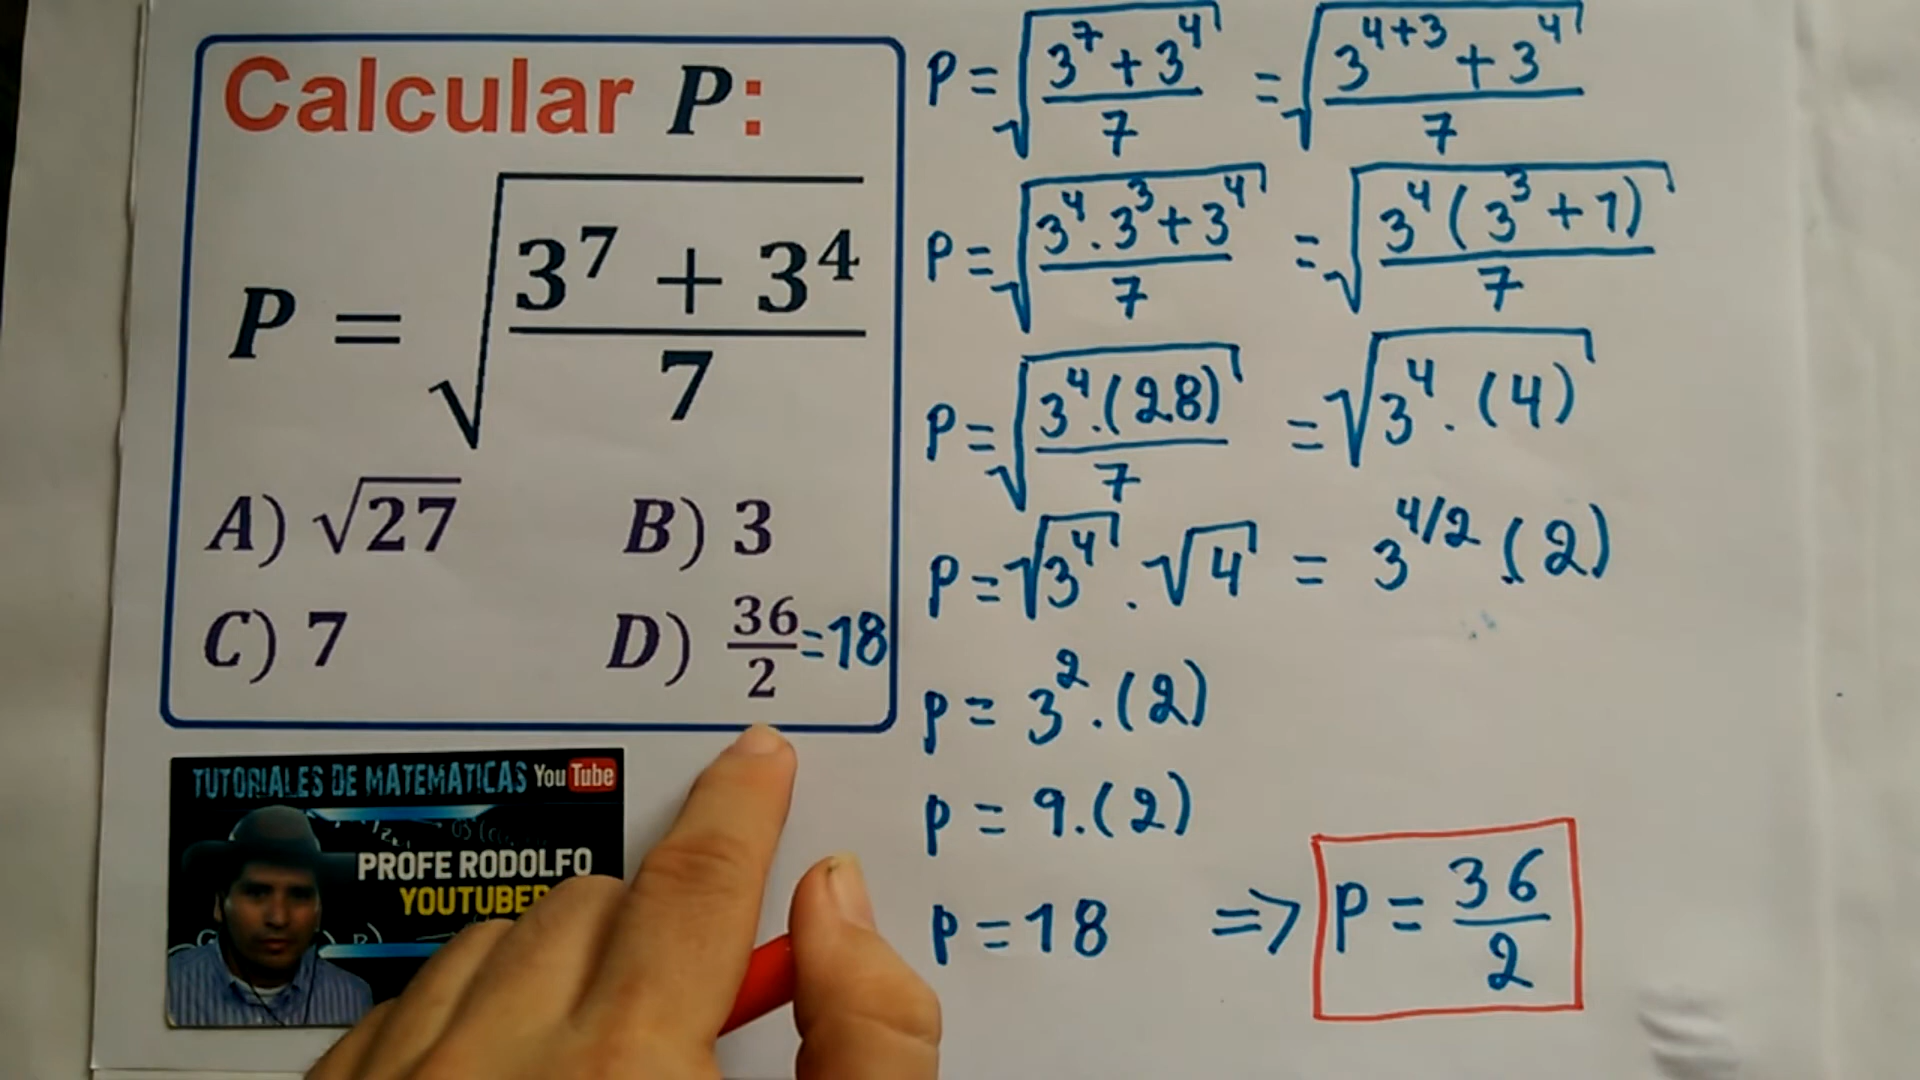 Calcular P:
P = √((3⁷ + 3⁴)/7)
A) √27 B) 3
C) 7 D) 36/2 =18
P = √((3⁷ + 3⁴)/7) = √((3⁴⁺³ + 3⁴)/7)
P = √((3⁴ . 3³ + 3⁴)/7) = √((3⁴ (3³ + 1))/7)
P = √((3⁴ . (28))/7) = √(3⁴ . (4))
P = √3⁴ . √4 = 3^(4/2) . (2)
P = 3² . (2)
P = 9 . (2)
P = 18 => P = 36/2
TUTORIALES DE MATEMATICAS YouTube
PROFE RODOLFO
YOUTUBER